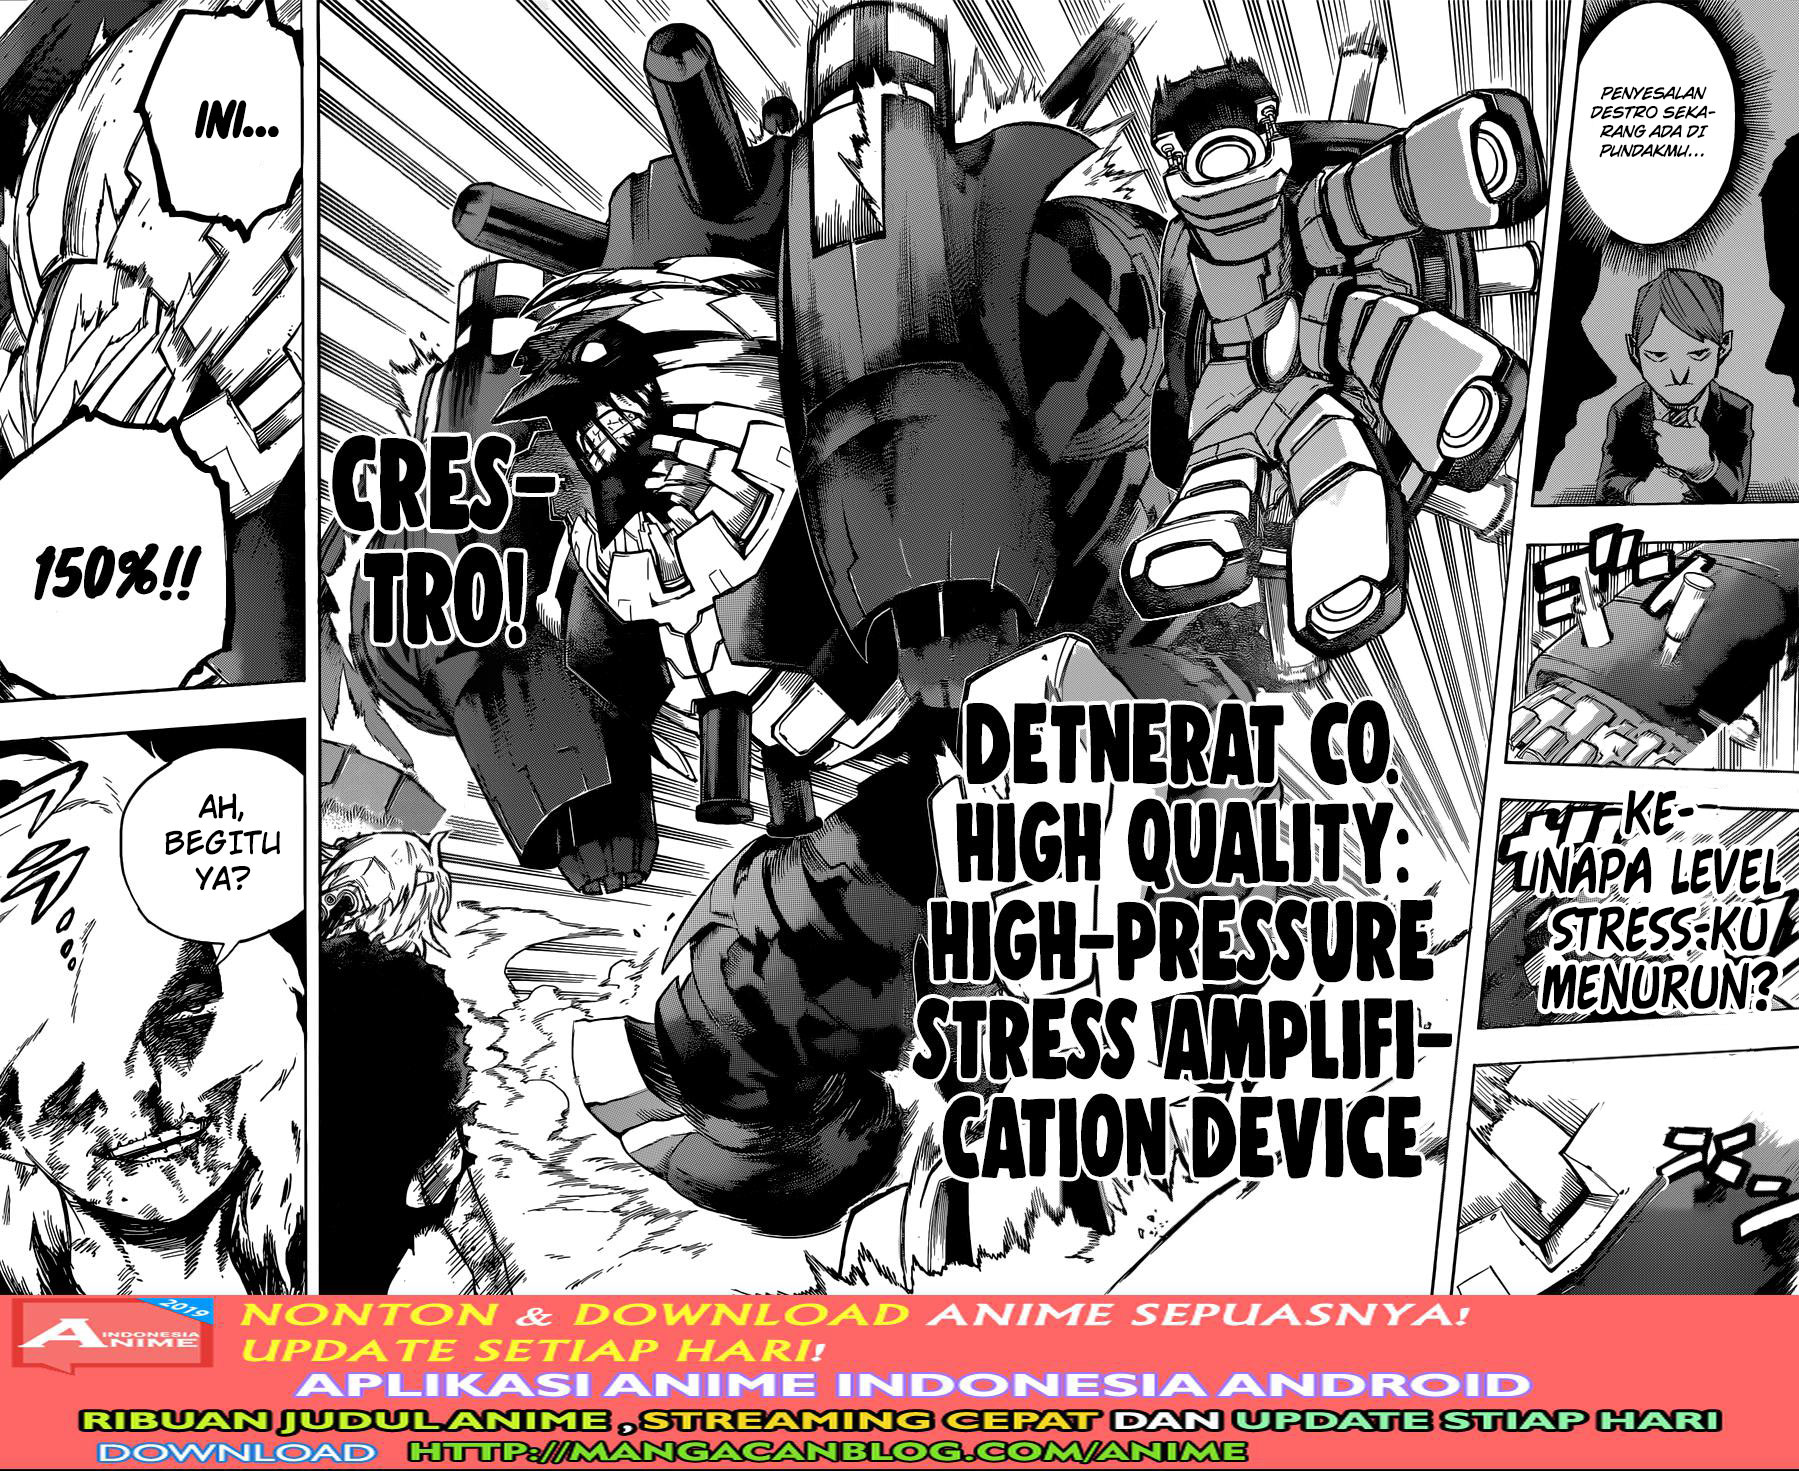 PENYESALAN
DESTRO SEKA-
RANG ADA DI
PUNDAKMU...
KE-
NAPA LEVEL
STRESS-KU
MENURUN?
CRES-
TRO!
DETNERAT CO.
HIGH QUALITY:
HIGH-PRESSURE
STRESS AMPLIFI-
CATION DEVICE
INI...
150%!!
AH,
BEGITU
YA?
2019
INDONESIA
ANIME
NONTON & DOWNLOAD ANIME SEPUASNYA!
UPDATE SETIAP HARI!
APLIKASI ANIME INDONESIA ANDROID
RIBUAN JUDUL ANIME , STREAMING CEPAT DAN UPDATE STIAP HARI
DOWNLOAD HTTP://MANGACANBLOG.COM/ANIME